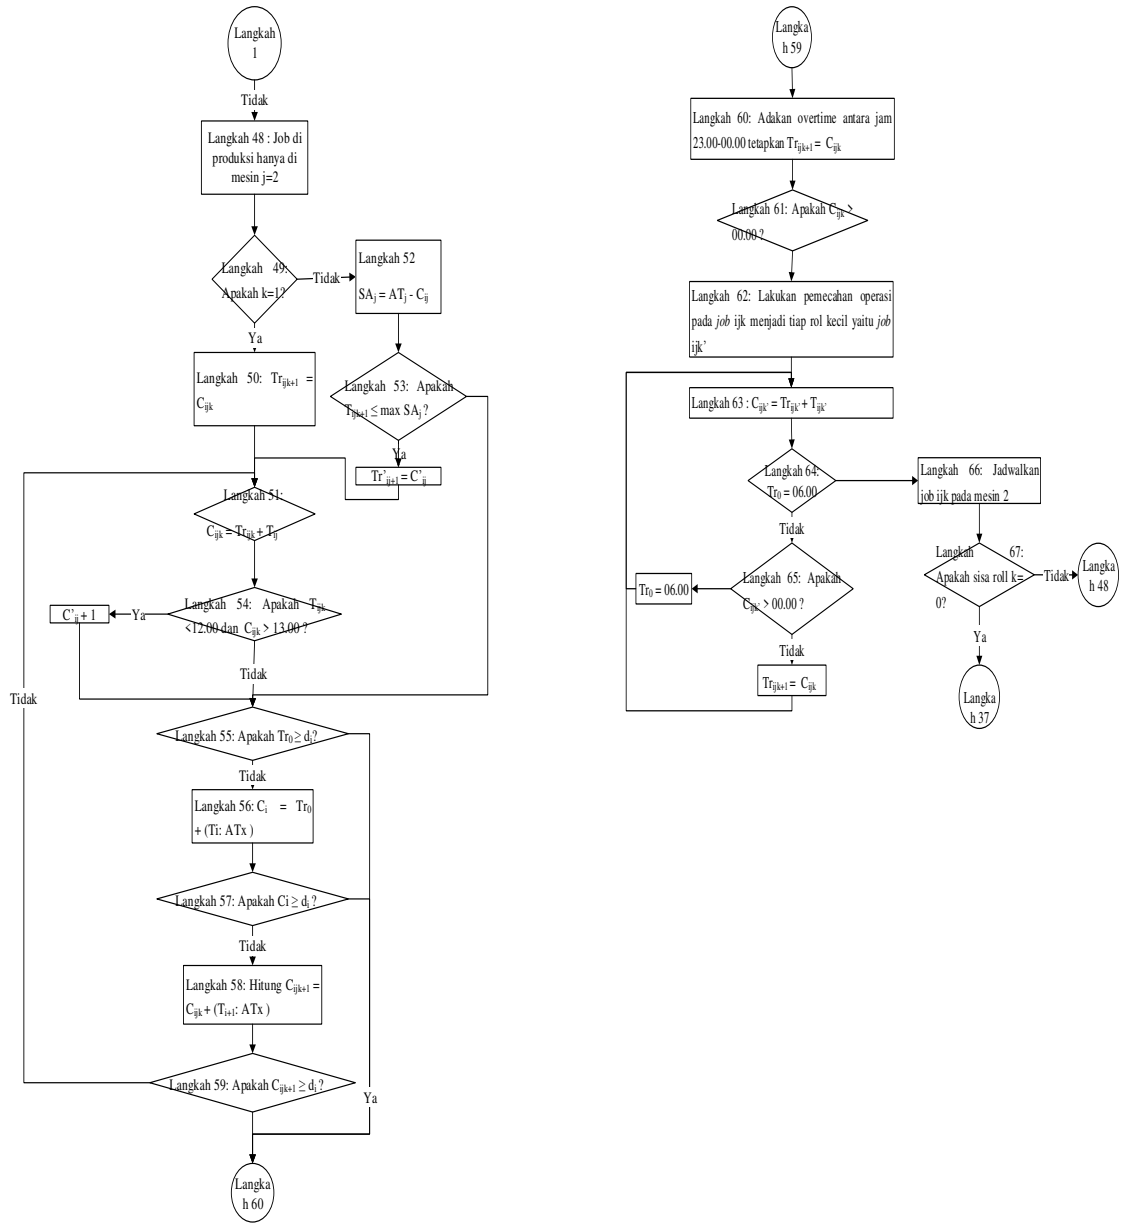 Langkah
1
Tidak
Langkah 48 : Job di
produksi hanya di
mesin j=2
Langkah 49:
Apakah k=1?
Tidak
Langkah 52
SAj = ATj - Cij
Ya
Langkah 50: Trijk+1 =
Cijk
Langkah 53: Apakah
Tijk+1 ≤ max SAj ?
Ya
Tr'ij+1 = C'ij
Langkah 51:
Cijk = Trijk + Tij
Langkah 54: Apakah Tijk
<12.00 dan Cijk > 13.00 ?
Ya
C'ij + 1
Tidak
Tidak
Langkah 55: Apakah Tr0 ≥ di?
Tidak
Langkah 56: Ci = Tr0
+ (Ti: ATx )
Langkah 57: Apakah Ci ≥ di ?
Tidak
Langkah 58: Hitung Cijk+1 =
Cijk + (Ti+1: ATx )
Langkah 59: Apakah Cijk+1 ≥ di ?
Ya
Langka
h 60
Langka
h 59
Langkah 60: Adakan overtime antara jam
23.00-00.00 tetapkan Trijk+1 = Cijk
Langkah 61: Apakah Cijk >
00.00 ?
Langkah 62: Lakukan pemecahan operasi
pada job ijk menjadi tiap rol kecil yaitu job
ijk'
Langkah 63 : Cijk' = Trijk' + Tijk'
Langkah 64:
Tr0 = 06.00
Langkah 66: Jadwalkan
job ijk pada mesin 2
Tidak
Langkah 65: Apakah
Cijk' > 00.00 ?
Tr0 = 06.00
Tidak
Trijk+1 = Cijk
Langkah 67:
Apakah sisa roll k=
0?
Tidak
Langka
h 48
Ya
Langka
h 37